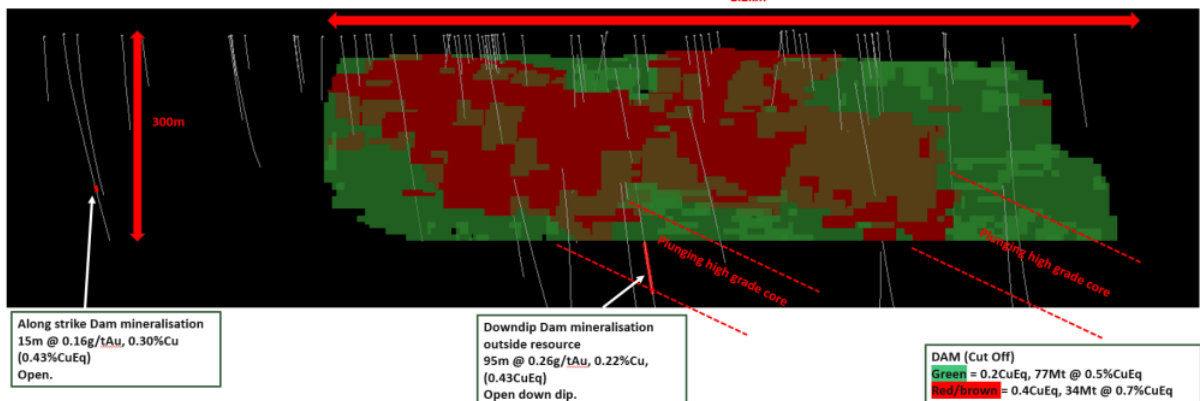 300m
Plunging high grade core
Plunging high grade core
Along strike Dam mineralisation
15m @ 0.16g/tAu, 0.30%Cu
(0.43%CuEq)
Open.
Downdip Dam mineralisation
outside resource
95m @ 0.26g/tAu, 0.22%Cu,
(0.43CuEq)
Open down dip.
DAM (Cut Off)
Green = 0.2CuEq, 77Mt @ 0.5%CuEq
Red/brown = 0.4CuEq, 34Mt @ 0.7%CuEq